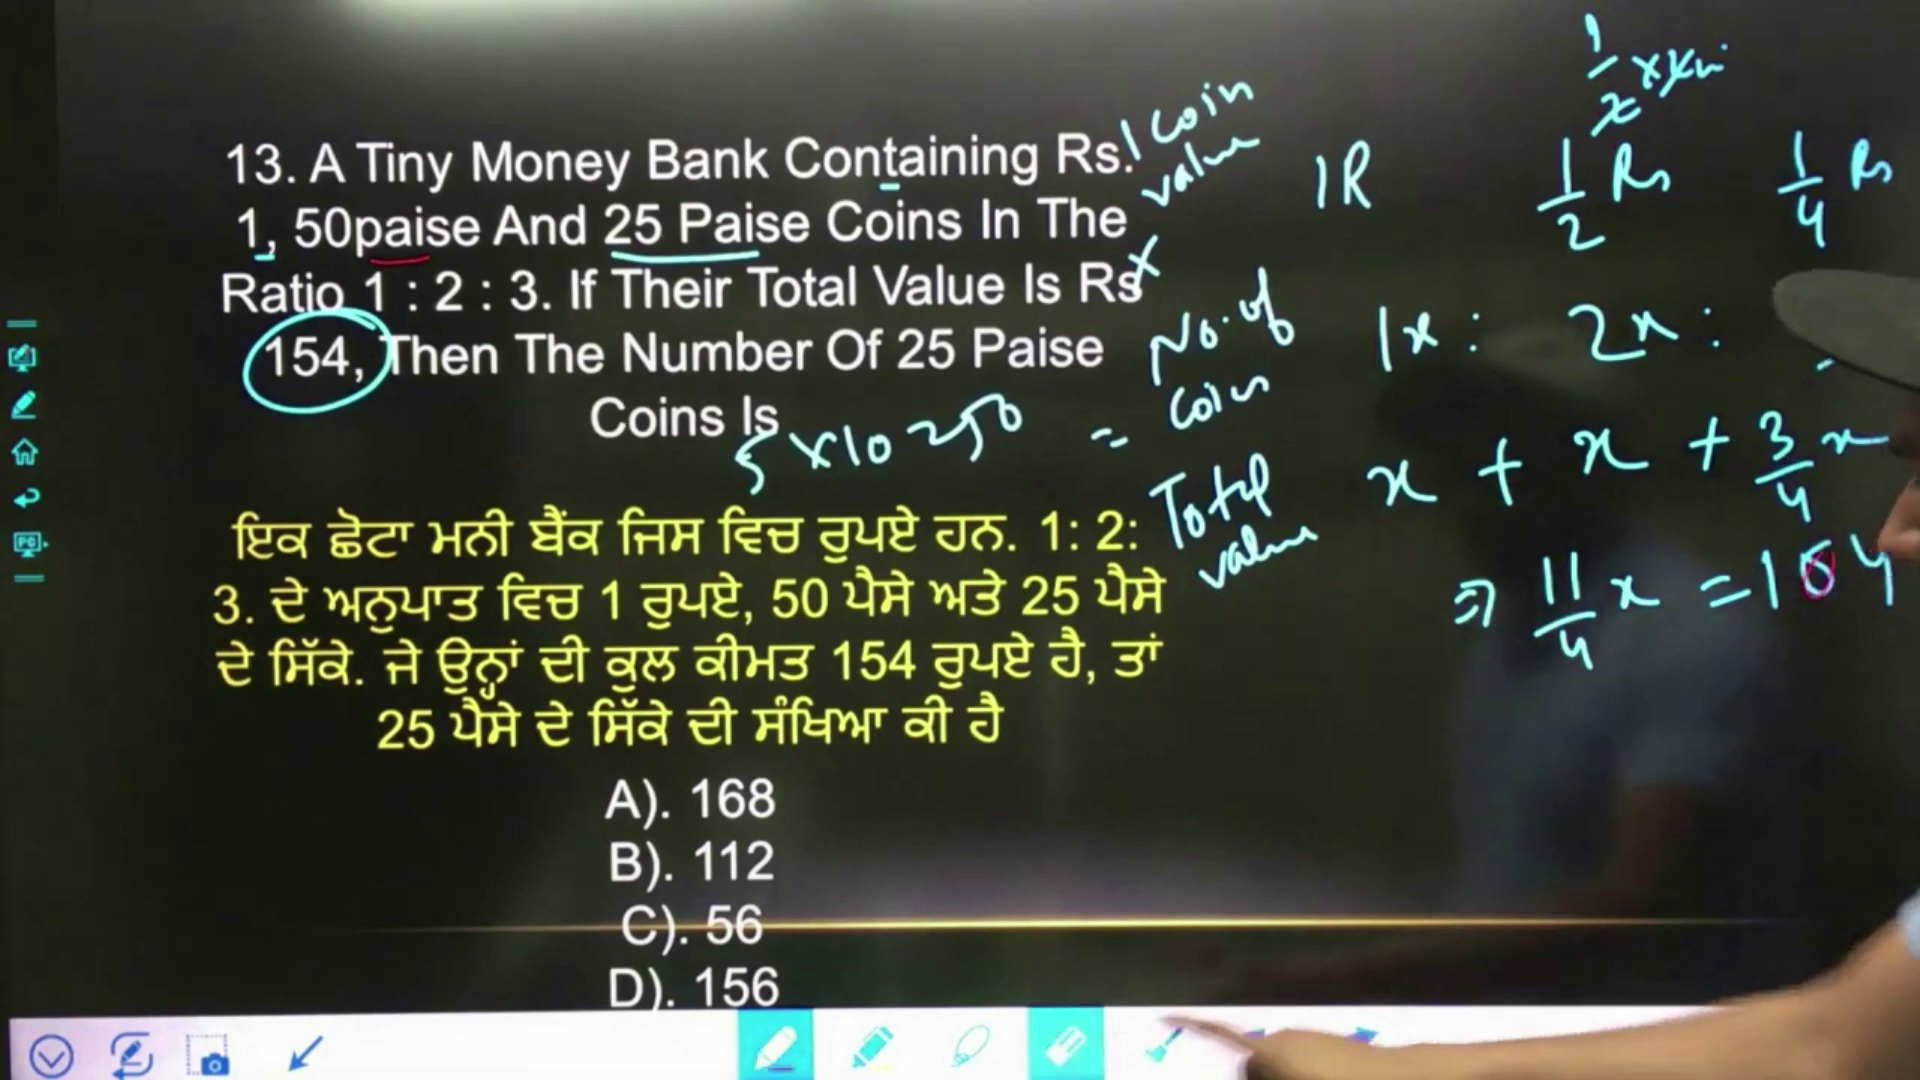 13. A Tiny Money Bank Containing Rs.
1, 50paise And 25 Paise Coins In The
Ratio 1 : 2 : 3. If Their Total Value Is Rs
154, Then The Number Of 25 Paise
Coins Is
5 x10 = 50
ਇਕ ਛੋਟਾ ਮਨੀ ਬੈਂਕ ਜਿਸ ਵਿਚ ਰੁਪਏ ਹਨ. 1: 2:
3. ਦੇ ਅਨੁਪਾਤ ਵਿਚ 1 ਰੁਪਏ, 50 ਪੈਸੇ ਅਤੇ 25 ਪੈਸੇ
ਦੇ ਸਿੱਕੇ. ਜੇ ਉਨ੍ਹਾਂ ਦੀ ਕੁਲ ਕੀਮਤ 154 ਰੁਪਏ ਹੈ, ਤਾਂ
25 ਪੈਸੇ ਦੇ ਸਿੱਕੇ ਦੀ ਸੰਖਿਆ ਕੀ ਹੈ
A). 168
B). 112
C). 56
D). 156
1 Coin
value
1R 1/2 Rs 1/4 Rs
x
No. of
Coin
1x : 2x :
=
Total
value
x + x + 3/4 x
⇒ 11/4 x = 154